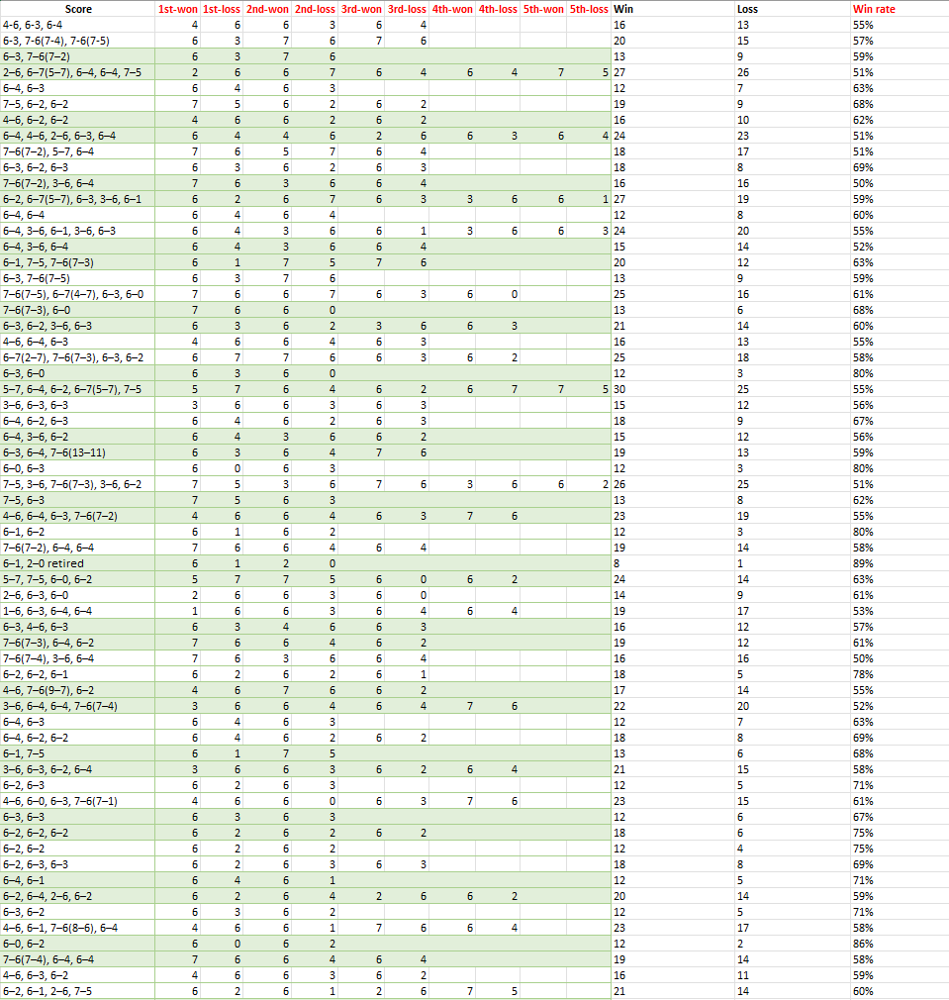 Score 1st-won 1st-loss 2nd-won 2nd-loss 3rd-won 3rd-loss 4th-won 4th-loss 5th-won 5th-loss Win Loss Win rate
4-6, 6-3, 6-4 4 6 6 3 6 4 16 13 55%
6-3, 7-6(7-4), 7-6(7-5) 6 3 7 6 7 6 20 15 57%
6–3, 7–6(7–2) 6 3 7 6 13 9 59%
2–6, 6–7(5–7), 6–4, 6–4, 7–5 2 6 6 7 6 4 6 4 7 5 27 26 51%
6–4, 6–3 6 4 6 3 12 7 63%
7–5, 6–2, 6–2 7 5 6 2 6 2 19 9 68%
4–6, 6–2, 6–2 4 6 6 2 6 2 16 10 62%
6–4, 4–6, 2–6, 6–3, 6–4 6 4 4 6 2 6 6 3 6 4 24 23 51%
7–6(7–2), 5–7, 6–4 7 6 5 7 6 4 18 17 51%
6–3, 6–2, 6–3 6 3 6 2 6 3 18 8 69%
7–6(7–2), 3–6, 6–4 7 6 3 6 6 4 16 16 50%
6–2, 6–7(5–7), 6–3, 3–6, 6–1 6 2 6 7 6 3 3 6 6 1 27 19 59%
6–4, 6–4 6 4 6 4 12 8 60%
6–4, 3–6, 6–1, 3–6, 6–3 6 4 3 6 6 1 3 6 6 3 24 20 55%
6–4, 3–6, 6–4 6 4 3 6 6 4 15 14 52%
6–1, 7–5, 7–6(7–3) 6 1 7 5 7 6 20 12 63%
6–3, 7–6(7–5) 6 3 7 6 13 9 59%
7–6(7–5), 6–7(4–7), 6–3, 6–0 7 6 6 7 6 3 6 0 25 16 61%
7–6(7–3), 6–0 7 6 6 0 13 6 68%
6–3, 6–2, 3–6, 6–3 6 3 6 2 3 6 6 3 21 14 60%
4–6, 6–4, 6–3 4 6 6 4 6 3 16 13 55%
6–7(2–7), 7–6(7–3), 6–3, 6–2 6 7 7 6 6 3 6 2 25 18 58%
6–3, 6–0 6 3 6 0 12 3 80%
5–7, 6–4, 6–2, 6–7(5–7), 7–5 5 7 6 4 6 2 6 7 7 5 30 25 55%
3–6, 6–3, 6–3 3 6 6 3 6 3 15 12 56%
6–4, 6–2, 6–3 6 4 6 2 6 3 18 9 67%
6–4, 3–6, 6–2 6 4 3 6 6 2 15 12 56%
6–3, 6–4, 7–6(13–11) 6 3 6 4 7 6 19 13 59%
6–0, 6–3 6 0 6 3 12 3 80%
7–5, 3–6, 7–6(7–3), 3–6, 6–2 7 5 3 6 7 6 3 6 6 2 26 25 51%
7–5, 6–3 7 5 6 3 13 8 62%
4–6, 6–4, 6–3, 7–6(7–2) 4 6 6 4 6 3 7 6 23 19 55%
6–1, 6–2 6 1 6 2 12 3 80%
7–6(7–2), 6–4, 6–4 7 6 6 4 6 4 19 14 58%
6–1, 2–0 retired 6 1 2 0 8 1 89%
5–7, 7–5, 6–0, 6–2 5 7 7 5 6 0 6 2 24 14 63%
2–6, 6–3, 6–0 2 6 6 3 6 0 14 9 61%
1–6, 6–3, 6–4, 6–4 1 6 6 3 6 4 6 4 19 17 53%
6–3, 4–6, 6–3 6 3 4 6 6 3 16 12 57%
7–6(7–3), 6–4, 6–2 7 6 6 4 6 2 19 12 61%
7–6(7–4), 3–6, 6–4 7 6 3 6 6 4 16 16 50%
6–2, 6–2, 6–1 6 2 6 2 6 1 18 5 78%
4–6, 7–6(9–7), 6–2 4 6 7 6 6 2 17 14 55%
3–6, 6–4, 6–4, 7–6(7–4) 3 6 6 4 6 4 7 6 22 20 52%
6–4, 6–3 6 4 6 3 12 7 63%
6–4, 6–2, 6–2 6 4 6 2 6 2 18 8 69%
6–1, 7–5 6 1 7 5 13 6 68%
3–6, 6–3, 6–2, 6–4 3 6 6 3 6 2 6 4 21 15 58%
6–2, 6–3 6 2 6 3 12 5 71%
4–6, 6–0, 6–3, 7–6(7–1) 4 6 6 0 6 3 7 6 23 15 61%
6–3, 6–3 6 3 6 3 12 6 67%
6–2, 6–2, 6–2 6 2 6 2 6 2 18 6 75%
6–2, 6–2 6 2 6 2 12 4 75%
6–2, 6–3, 6–3 6 2 6 3 6 3 18 8 69%
6–4, 6–1 6 4 6 1 12 5 71%
6–2, 6–4, 2–6, 6–2 6 2 6 4 2 6 6 2 20 14 59%
6–3, 6–2 6 3 6 2 12 5 71%
4–6, 6–1, 7–6(8–6), 6–4 4 6 6 1 7 6 6 4 23 17 58%
6–0, 6–2 6 0 6 2 12 2 86%
7–6(7–4), 6–4, 6–4 7 6 6 4 6 4 19 14 58%
4–6, 6–3, 6–2 4 6 6 3 6 2 16 11 59%
6–2, 6–1, 2–6, 7–5 6 2 6 1 2 6 7 5 21 14 60%